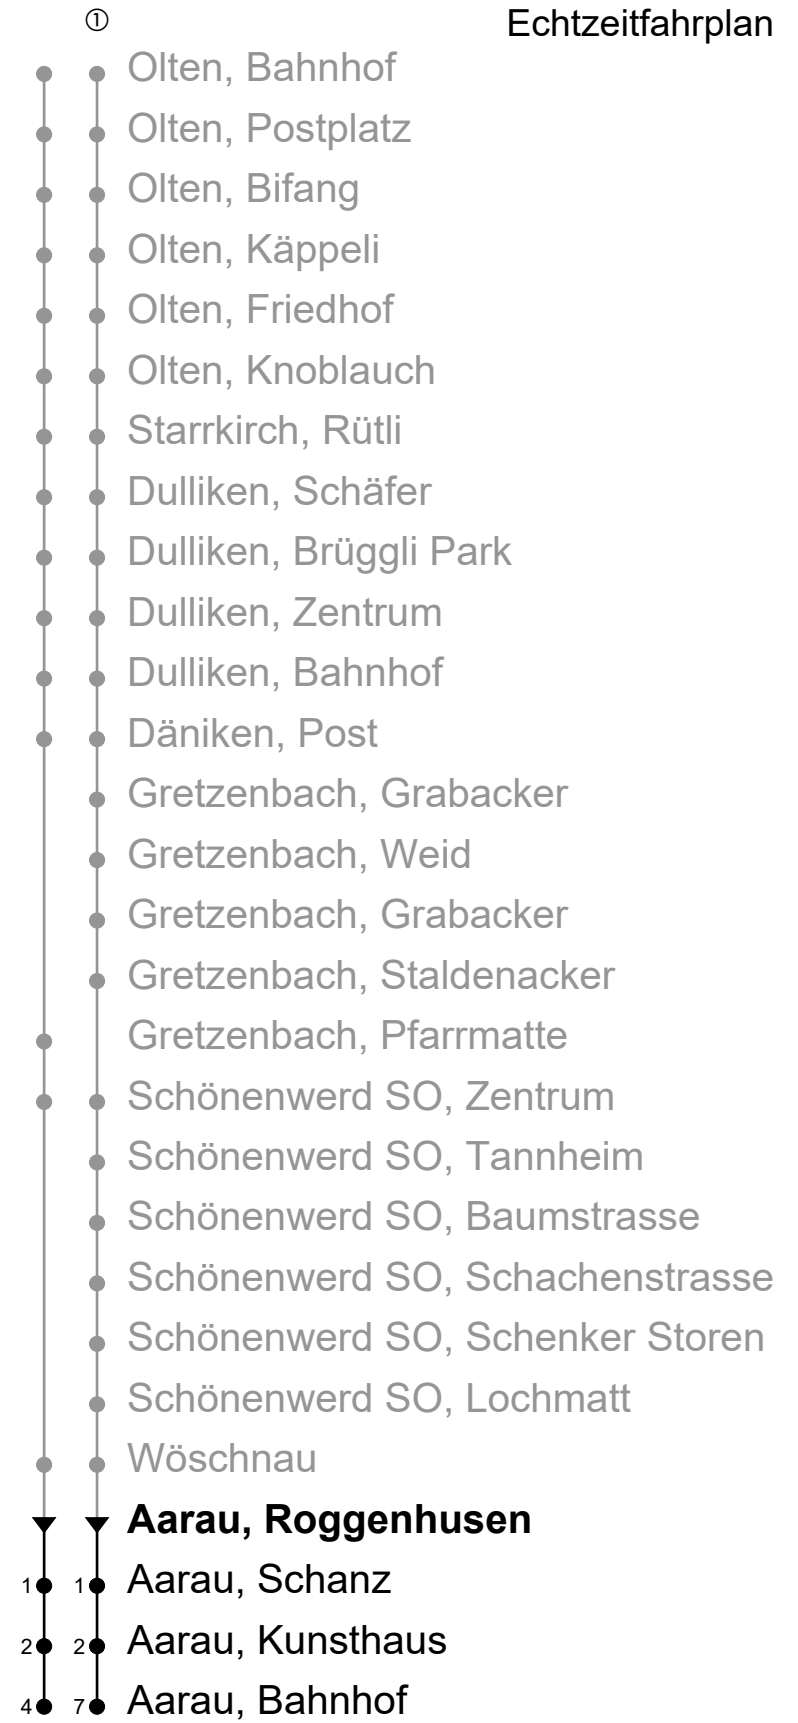 ① Echtzeitfahrplan
Olten, Bahnhof
Olten, Postplatz
Olten, Bifang
Olten, Käppeli
Olten, Friedhof
Olten, Knoblauch
Starrkirch, Rütli
Dulliken, Schäfer
Dulliken, Brüggli Park
Dulliken, Zentrum
Dulliken, Bahnhof
Däniken, Post
Gretzenbach, Grabacker
Gretzenbach, Weid
Gretzenbach, Grabacker
Gretzenbach, Staldenacker
Gretzenbach, Pfarrmatte
Schönenwerd SO, Zentrum
Schönenwerd SO, Tannheim
Schönenwerd SO, Baumstrasse
Schönenwerd SO, Schachenstrasse
Schönenwerd SO, Schenker Storen
Schönenwerd SO, Lochmatt
Wöschnau
Aarau, Roggenhusen
1 1 Aarau, Schanz
2 2 Aarau, Kunsthaus
4 7 Aarau, Bahnhof